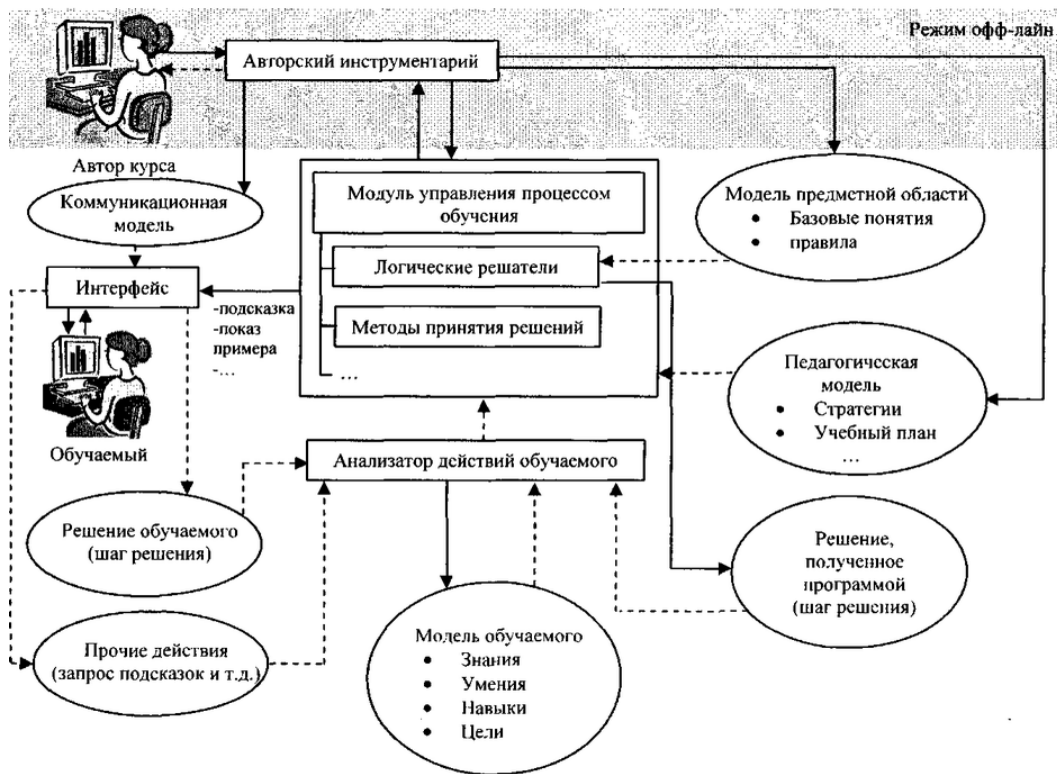 Режим офф-лайн
Авторский инструментарий
Автор курса
Коммуникационная
модель
Модуль управления процессом
обучения
Модель предметной области
• Базовые понятия
• правила
Логические решатели
Интерфейс
-подсказка
-показ
примера
-...
Методы принятия решений
...
Педагогическая
модель
• Стратегии
• Учебный план
...
Обучаемый
Анализатор действий обучаемого
Решение обучаемого
(шаг решения)
Решение,
полученное
программой
(шаг решения)
Прочие действия
(запрос подсказок и т.д.)
Модель обучаемого
• Знания
• Умения
• Навыки
• Цели